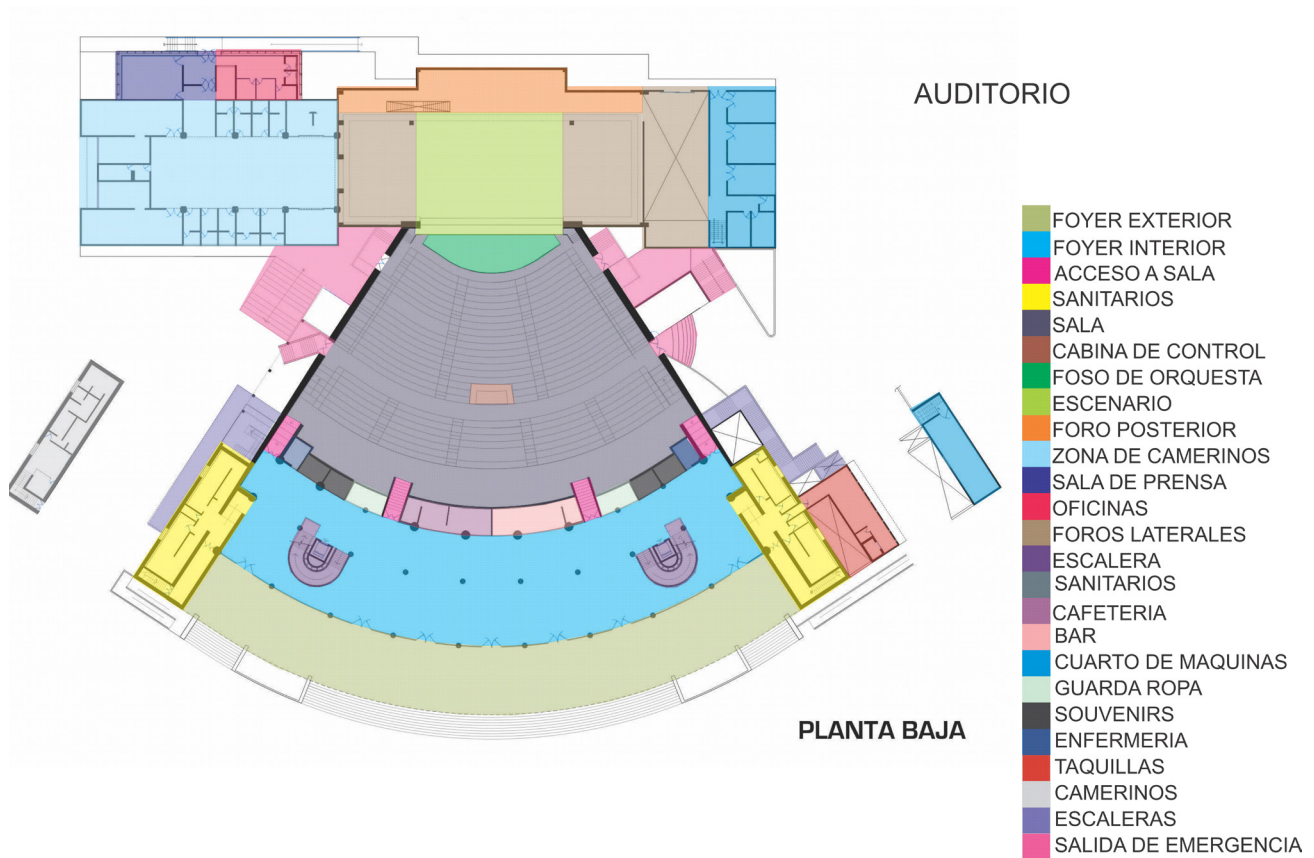 AUDITORIO
FOYER EXTERIOR
FOYER INTERIOR
ACCESO A SALA
SANITARIOS
SALA
CABINA DE CONTROL
FOSO DE ORQUESTA
ESCENARIO
FORO POSTERIOR
ZONA DE CAMERINOS
SALA DE PRENSA
OFICINAS
FOROS LATERALES
ESCALERA
SANITARIOS
CAFETERIA
BAR
CUARTO DE MAQUINAS
GUARDA ROPA
SOUVENIRS
ENFERMERIA
TAQUILLAS
CAMERINOS
ESCALERAS
SALIDA DE EMERGENCIA
PLANTA BAJA